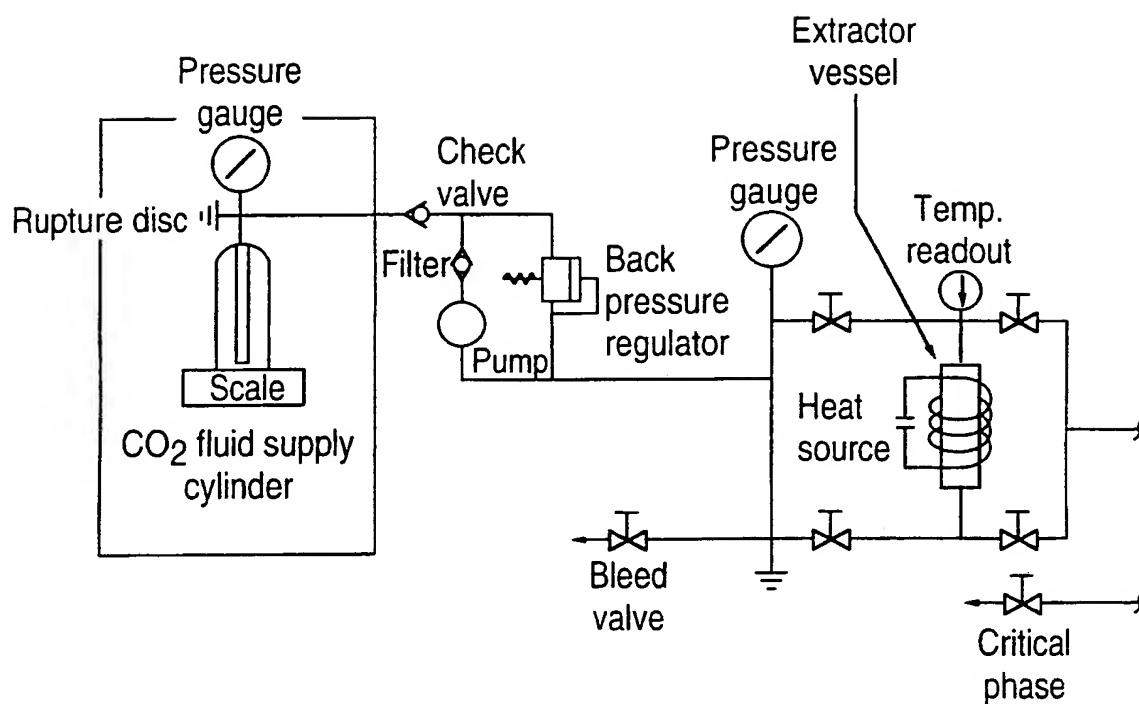 Pressure
gauge
Rupture disc
Scale
CO2 fluid supply
cylinder
Check
valve
Filter
Pump
Back
pressure
regulator
Pressure
gauge
Extractor
vessel
Temp.
readout
Heat
source
Bleed
valve
Critical
phase